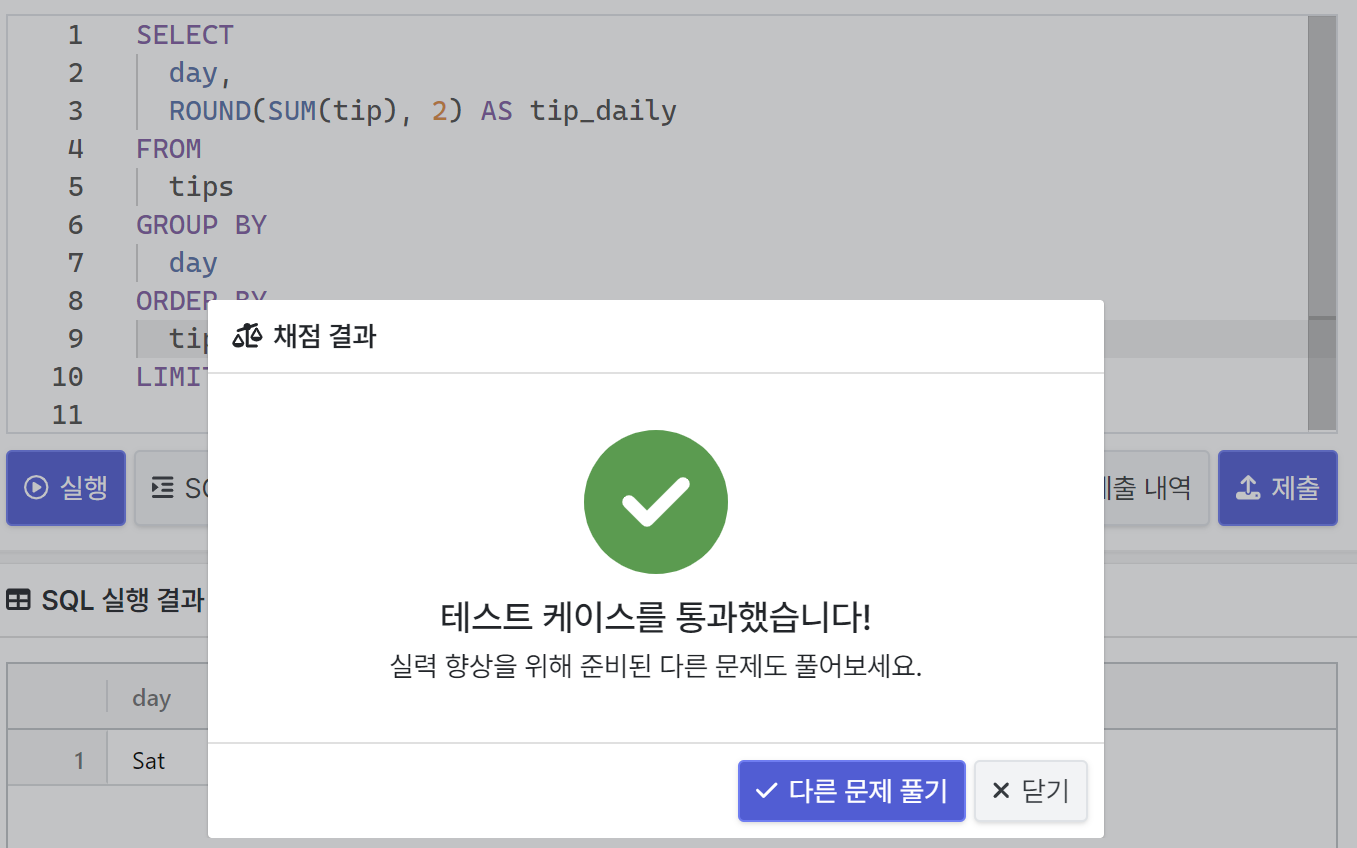 1 SELECT
2 day,
3 ROUND(SUM(tip), 2) AS tip_daily
4 FROM
5 tips
6 GROUP BY
7 day
8 ORDER BY
9 tip
10 LIMIT
11
채점 결과
테스트 케이스를 통과했습니다!
실력 향상을 위해 준비된 다른 문제도 풀어보세요.
다른 문제 풀기
닫기
실행
제출 내역
제출
SQL 실행 결과
day
1 Sat